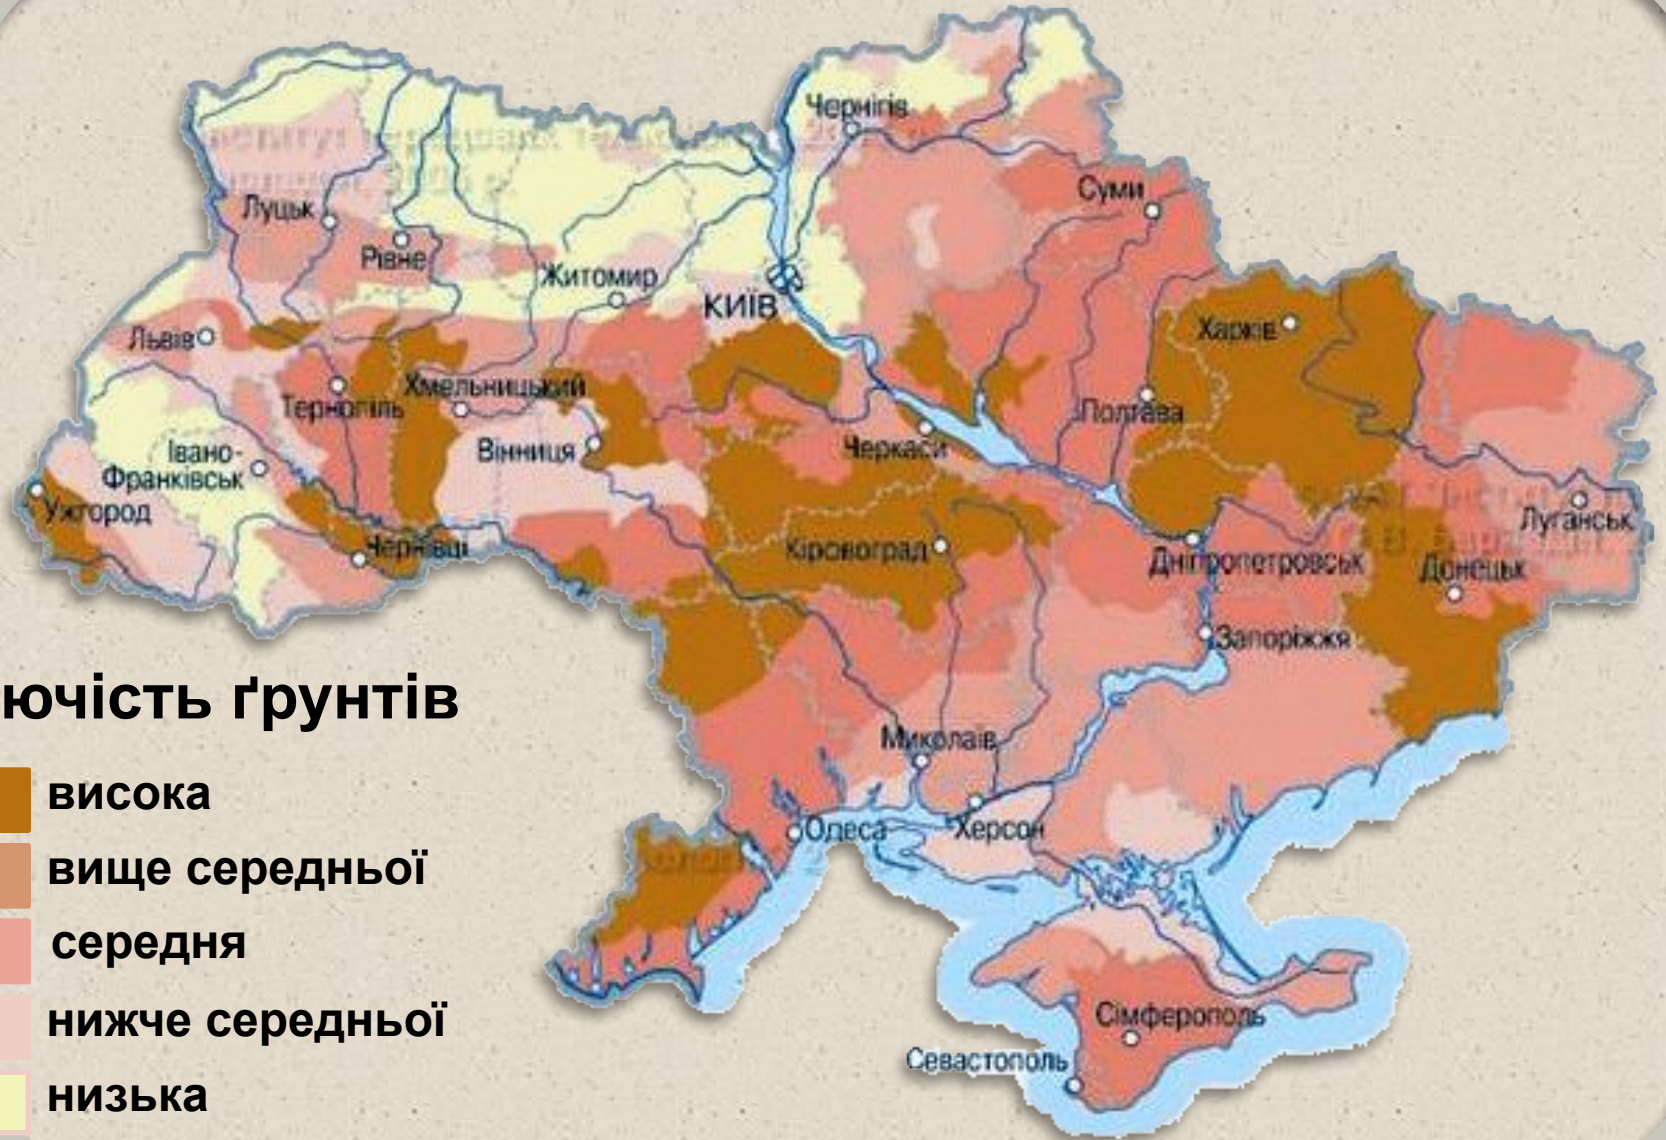 Чернігів
Суми
Луцьк
Рівне
Житомир
КИЇВ
Харків
Львів
Тернопіль
Хмельницький
Полтава
Вінниця
Черкаси
Івано-
Франківськ
Ужгород
Чернівці
Кіровоград
Дніпропетровськ
Луганськ
Донецьк
Запоріжжя
Миколаїв
Одеса
Херсон
Сімферополь
Севастополь
ючість ґрунтів
висока
вище середньої
середня
нижче середньої
низька